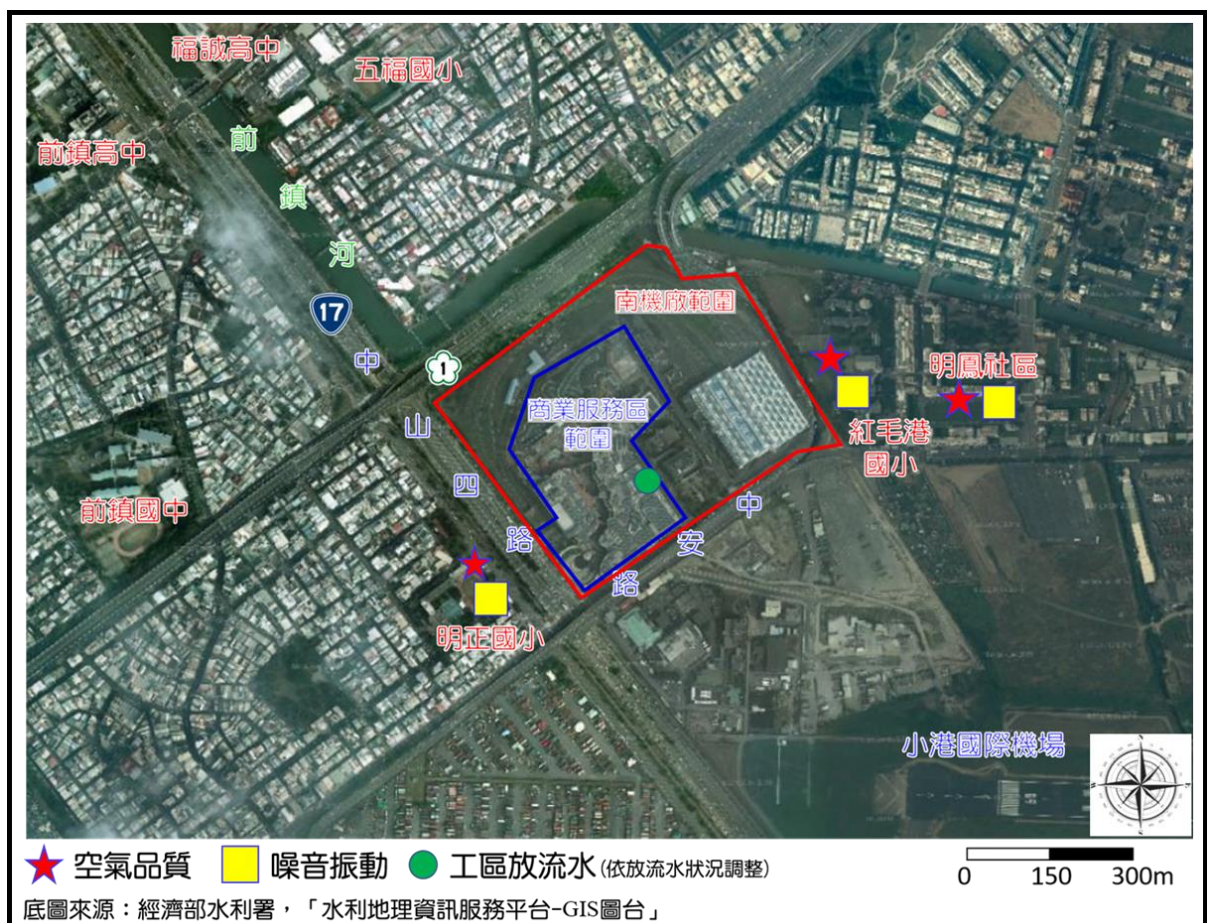 福誠高中
五福國小
前鎮高中
前
鎮
河
17
中
1
山
四
路
南機廠範圍
商業服務區
範圍
明鳳社區
紅毛港
國小
中
安
路
前鎮國中
明正國小
小港國際機場
N
W
E
S
空氣品質
噪音振動
工區放流水(依放流水狀況調整)
0
150
300m
底圖來源：經濟部水利署，「水利地理資訊服務平台-GIS圖台」